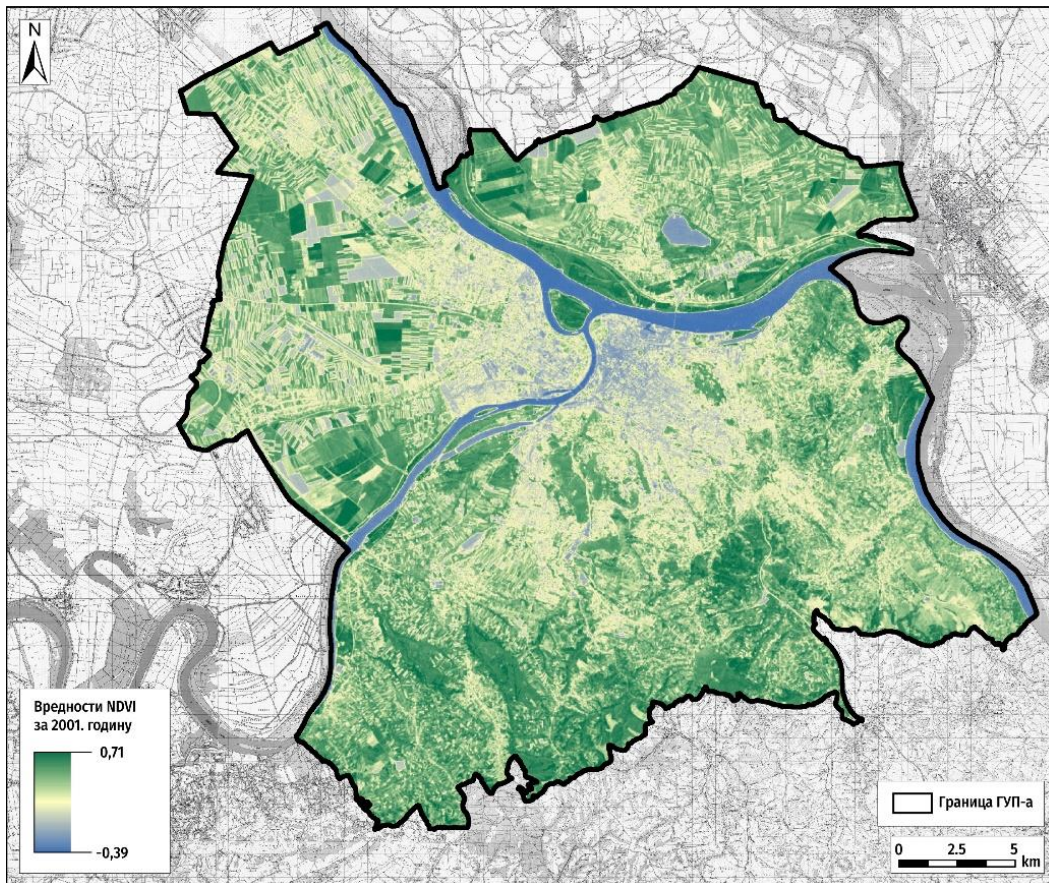 N
Вредности NDVI
за 2001. годину
0,71
-0,39
Граница ГУП-а
0 2.5 5
km